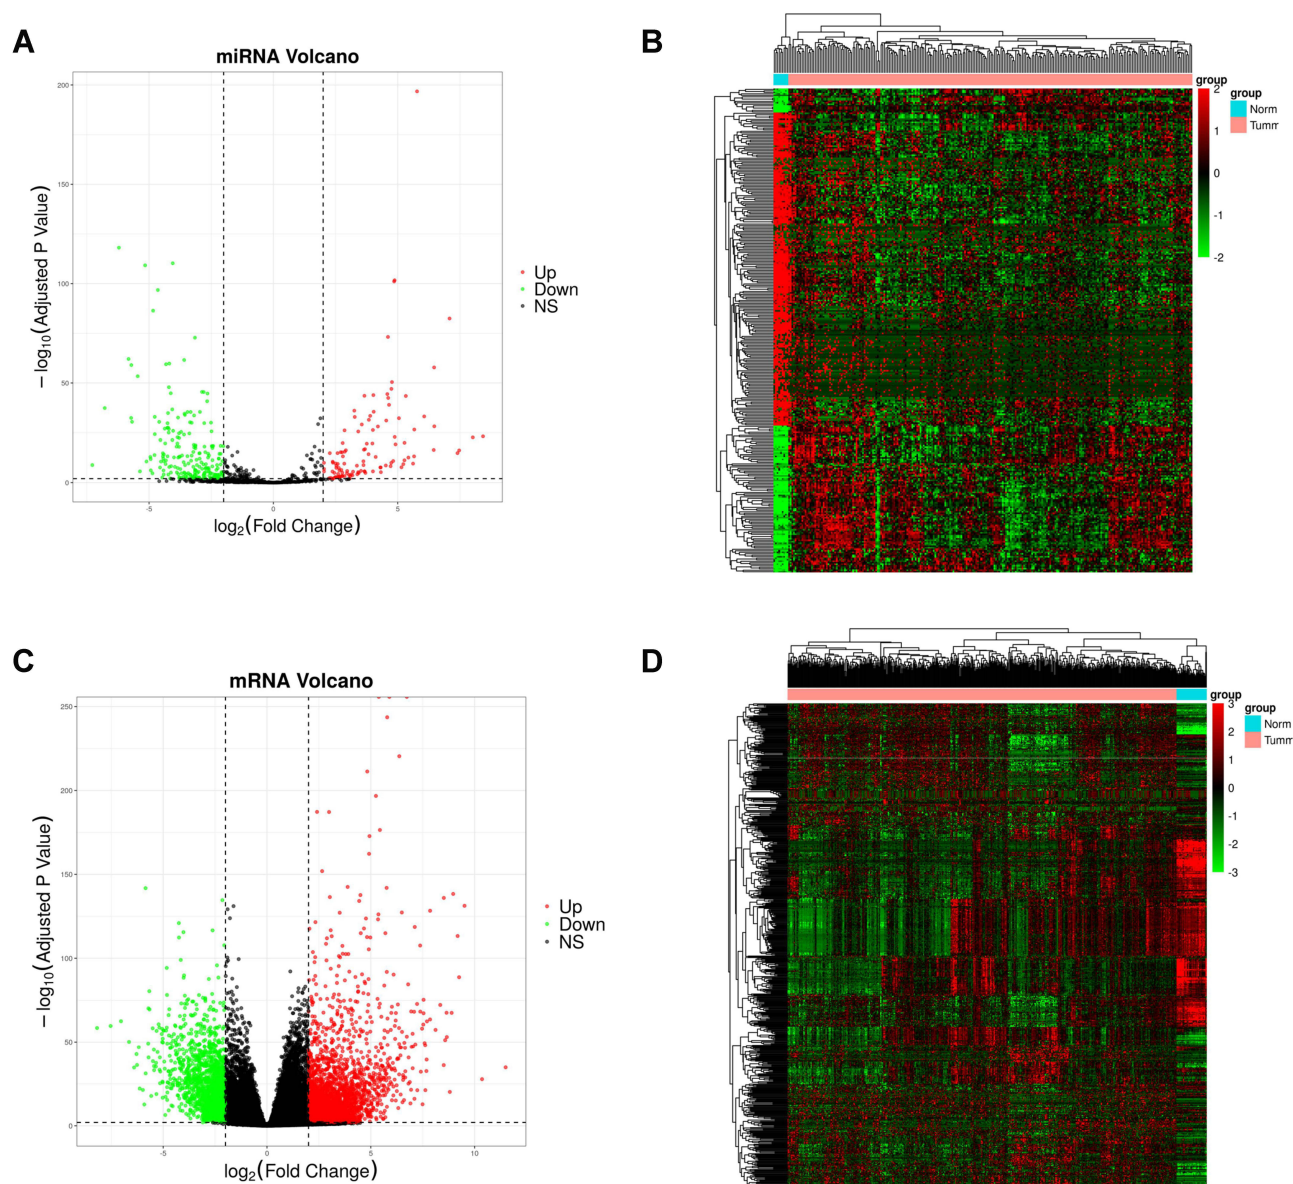 A
miRNA Volcano
200
150
100
50
0
-5
0
5
− log10(Adjusted P Value)
log2(Fold Change)
Up
Down
NS
B
group
2
1
0
-1
-2
group
Norm
Tumm
C
mRNA Volcano
250
200
150
100
50
0
-5
0
5
10
− log10(Adjusted P Value)
log2(Fold Change)
Up
Down
NS
D
group
3
2
1
0
-1
-2
-3
group
Norm
Tumm